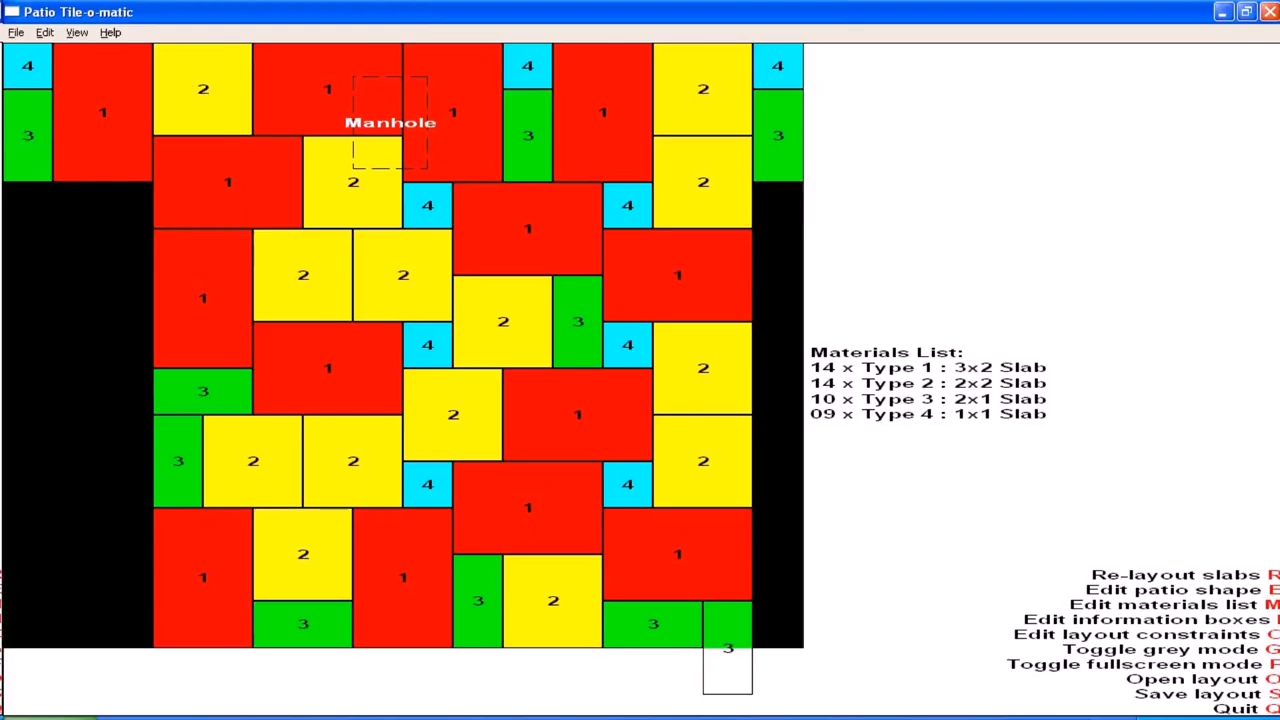 Patio Tile-o-matic
File Edit View Help
4 1 2 1 1 4 1 2 4
3 3 3
Manhole
1 2 2
4 1 4
1 2 2 1
2 3
1 4 4 2
3 2 1
3 2 2 2
4 1 4
1 2 1 1
3 2
3 3
3
Materials List:
14 x Type 1 : 3x2 Slab
14 x Type 2 : 2x2 Slab
10 x Type 3 : 2x1 Slab
09 x Type 4 : 1x1 Slab
Re-layout slabs R
Edit patio shape E
Edit materials list M
Edit information boxes I
Edit layout constraints C
Toggle grey mode G
Toggle fullscreen mode F
Open layout O
Save layout S
Quit Q